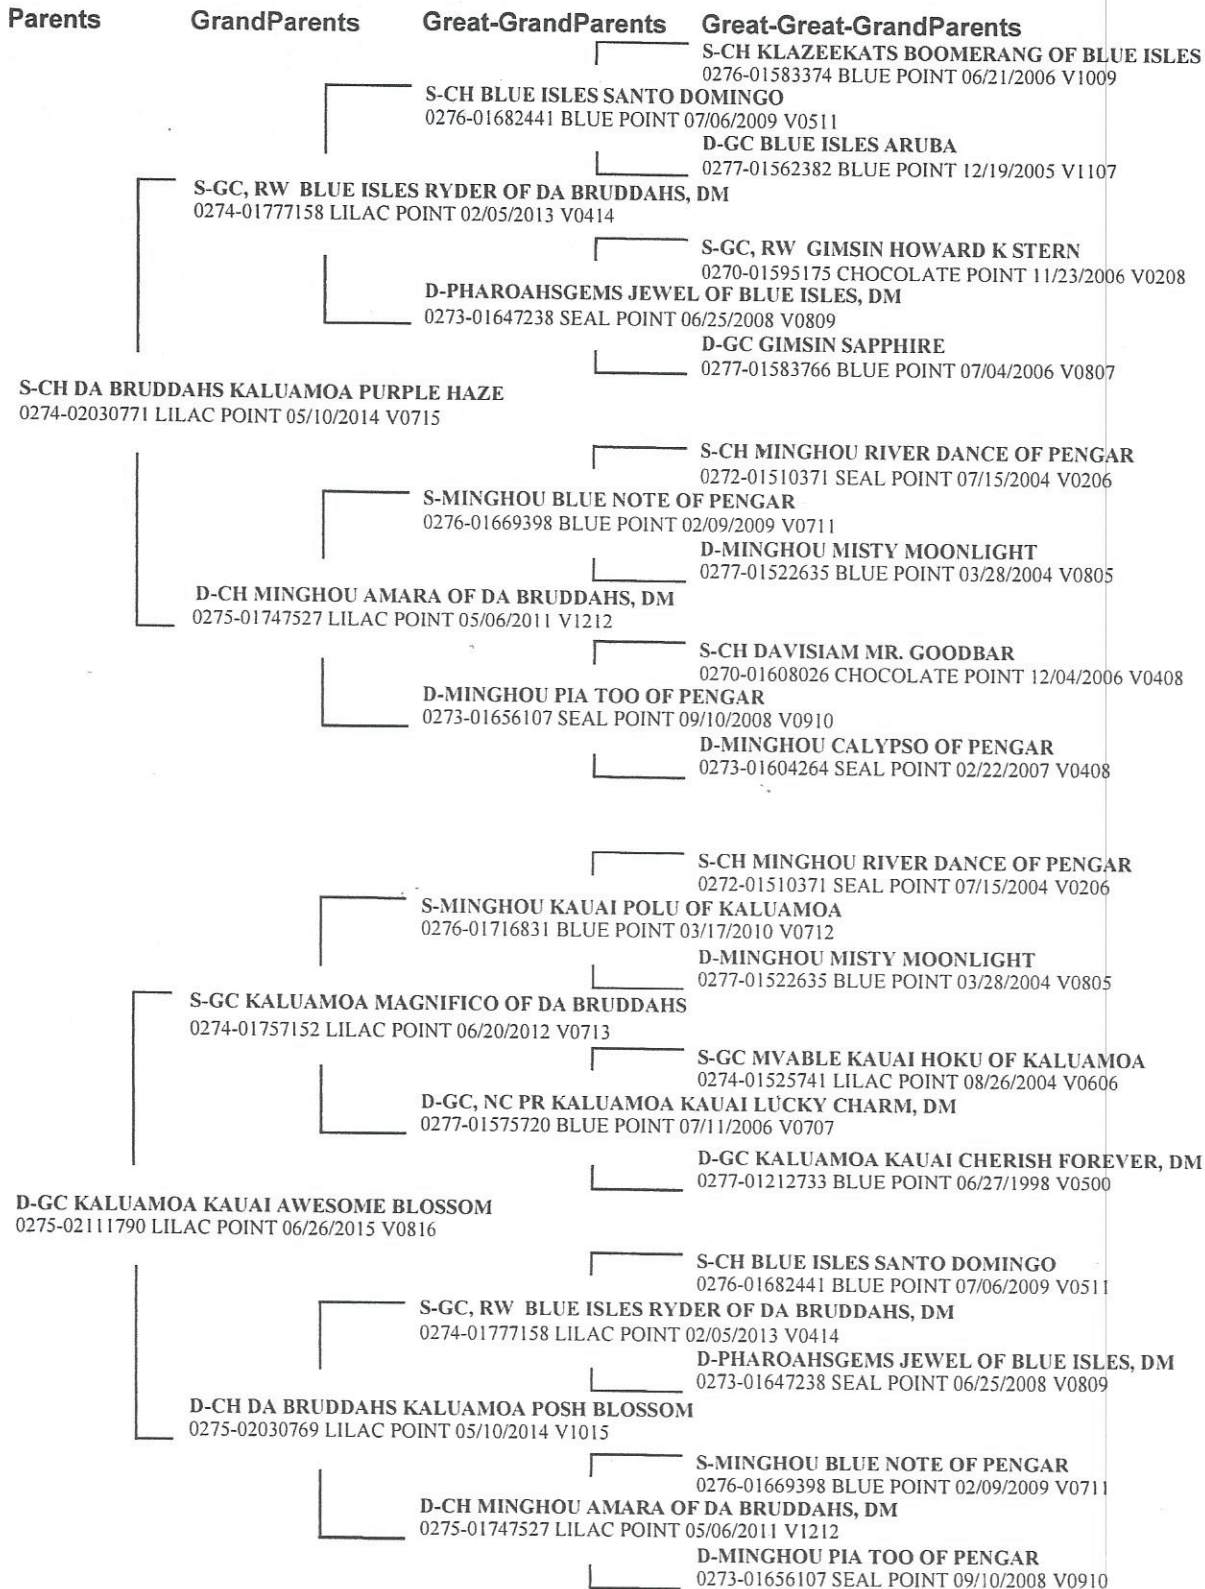 Parents GrandParents Great-GrandParents Great-Great-GrandParents
S-CH KLAZEEKATS BOOMERANG OF BLUE ISLES
0276-01583374 BLUE POINT 06/21/2006 V1009
S-CH BLUE ISLES SANTO DOMINGO
0276-01682441 BLUE POINT 07/06/2009 V0511
D-GC BLUE ISLES ARUBA
0277-01562382 BLUE POINT 12/19/2005 V1107
S-GC, RW BLUE ISLES RYDER OF DA BRUDDAHS, DM
0274-01777158 LILAC POINT 02/05/2013 V0414
S-GC, RW GIMSIN HOWARD K STERN
0270-01595175 CHOCOLATE POINT 11/23/2006 V0208
D-PHAROAHSGEMS JEWEL OF BLUE ISLES, DM
0273-01647238 SEAL POINT 06/25/2008 V0809
D-GC GIMSIN SAPPHIRE
0277-01583766 BLUE POINT 07/04/2006 V0807
S-CH DA BRUDDAHS KALUAMOA PURPLE HAZE
0274-02030771 LILAC POINT 05/10/2014 V0715
S-CH MINGHOU RIVER DANCE OF PENGAR
0272-01510371 SEAL POINT 07/15/2004 V0206
S-MINGHOU BLUE NOTE OF PENGAR
0276-01669398 BLUE POINT 02/09/2009 V0711
D-MINGHOU MISTY MOONLIGHT
0277-01522635 BLUE POINT 03/28/2004 V0805
D-CH MINGHOU AMARA OF DA BRUDDAHS, DM
0275-01747527 LILAC POINT 05/06/2011 V1212
S-CH DAVISIAM MR. GOODBAR
0270-01608026 CHOCOLATE POINT 12/04/2006 V0408
D-MINGHOU PIA TOO OF PENGAR
0273-01656107 SEAL POINT 09/10/2008 V0910
D-MINGHOU CALYPSO OF PENGAR
0273-01604264 SEAL POINT 02/22/2007 V0408
S-CH MINGHOU RIVER DANCE OF PENGAR
0272-01510371 SEAL POINT 07/15/2004 V0206
S-MINGHOU KAUAI POLU OF KALUAMOA
0276-01716831 BLUE POINT 03/17/2010 V0712
D-MINGHOU MISTY MOONLIGHT
0277-01522635 BLUE POINT 03/28/2004 V0805
S-GC KALUAMOA MAGNIFICO OF DA BRUDDAHS
0274-01757152 LILAC POINT 06/20/2012 V0713
S-GC MVABLE KAUAI HOKU OF KALUAMOA
0274-01525741 LILAC POINT 08/26/2004 V0606
D-GC, NC PR KALUAMOA KAUAI LUCKY CHARM, DM
0277-01575720 BLUE POINT 07/11/2006 V0707
D-GC KALUAMOA KAUAI CHERISH FOREVER, DM
0277-01212733 BLUE POINT 06/27/1998 V0500
D-GC KALUAMOA KAUAI AWESOME BLOSSOM
0275-02111790 LILAC POINT 06/26/2015 V0816
S-CH BLUE ISLES SANTO DOMINGO
0276-01682441 BLUE POINT 07/06/2009 V0511
S-GC, RW BLUE ISLES RYDER OF DA BRUDDAHS, DM
0274-01777158 LILAC POINT 02/05/2013 V0414
D-PHAROAHSGEMS JEWEL OF BLUE ISLES, DM
0273-01647238 SEAL POINT 06/25/2008 V0809
D-CH DA BRUDDAHS KALUAMOA POSH BLOSSOM
0275-02030769 LILAC POINT 05/10/2014 V1015
S-MINGHOU BLUE NOTE OF PENGAR
0276-01669398 BLUE POINT 02/09/2009 V0711
D-CH MINGHOU AMARA OF DA BRUDDAHS, DM
0275-01747527 LILAC POINT 05/06/2011 V1212
D-MINGHOU PIA TOO OF PENGAR
0273-01656107 SEAL POINT 09/10/2008 V0910